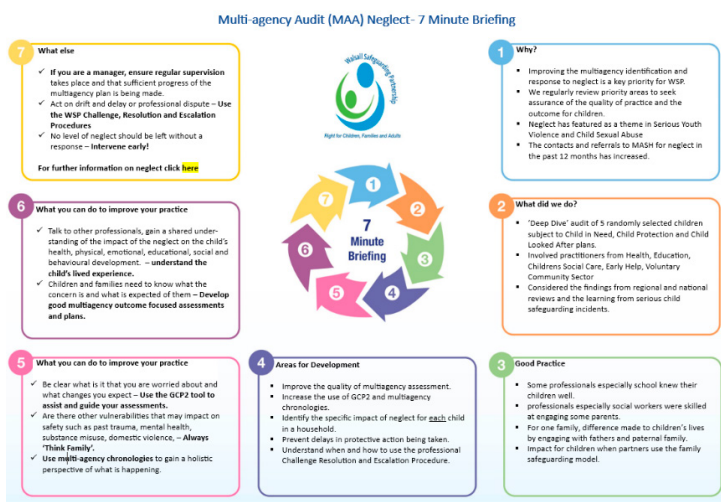 Multi-agency Audit (MAA) Neglect- 7 Minute Briefing
1
Why?
Improving the multiagency identification and
response to neglect is a key priority for WSP.
We regularly review priority areas to seek
assurance of the quality of practice and the
outcome for children.
Neglect has featured as a theme in Serious Youth
Violence and Child Sexual Abuse
The contacts and referrals to MASH for neglect in
the past 12 months has increased.
2
What did we do?
'Deep Dive' audit of 5 randomly selected children
subject to Child in Need, Child Protection and Child
Looked After plans.
Involved practitioners from Health, Education,
Childrens Social Care, Early Help, Voluntary
Community Sector
Considered the findings from regional and national
reviews and the learning from serious child
safeguarding incidents.
3
Good Practice
Some professionals especially school knew their
children well.
professionals especially social workers were skilled
at engaging some parents.
For one family, difference made to children's lives
by engaging with fathers and paternal family.
Impact for children when partners use the family
safeguarding model.
4
Areas for Development
Improve the quality of multiagency assessment.
Increase the use of GCP2 and multiagency
chronologies.
Identify the specific impact of neglect for each child
in a household.
Prevent delays in protective action being taken.
Understand when and how to use the professional
Challenge Resolution and Escalation Procedure.
5
What you can do to improve your practice
Be clear what is it that you are worried about and
what changes you expect – Use the GCP2 tool to
assist and guide your assessments.
Are there other vulnerabilities that may impact on
safety such as past trauma, mental health,
substance misuse, domestic violence, – Always
'Think Family'.
Use multi-agency chronologies to gain a holistic
perspective of what is happening.
6
What you can do to improve your practice
Talk to other professionals, gain a shared under-
standing of the impact of the neglect on the child's
health, physical, emotional, educational, social and
behavioural development. – understand the
child's lived experience.
Children and families need to know what the
concern is and what is expected of them – Develop
good multiagency outcome focused assessments
and plans.
7
What else
If you are a manager, ensure regular supervision
takes place and that sufficient progress of the
multiagency plan is being made.
Act on drift and delay or professional dispute – Use
the WSP Challenge, Resolution and Escalation
Procedures
No level of neglect should be left without a
response – Intervene early!
For further information on neglect click here
Walsall Safeguarding Partnership
Right for Children, Families and Adults
1
2
3
4
5
6
7
7
Minute
Briefing